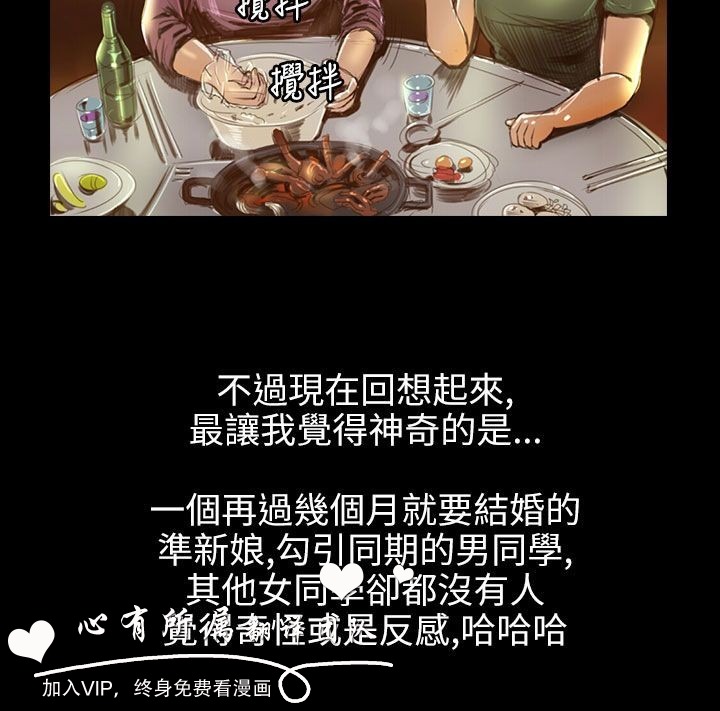 攪拌
攪拌
不過現在回想起來,
最讓我覺得神奇的是...
一個再過幾個月就要結婚的
準新娘,勾引同期的男同學,
其他女同學卻都沒有人
覺得奇怪或是反感,哈哈哈
心有所属翻译或
加入VIP，终身免费看漫画